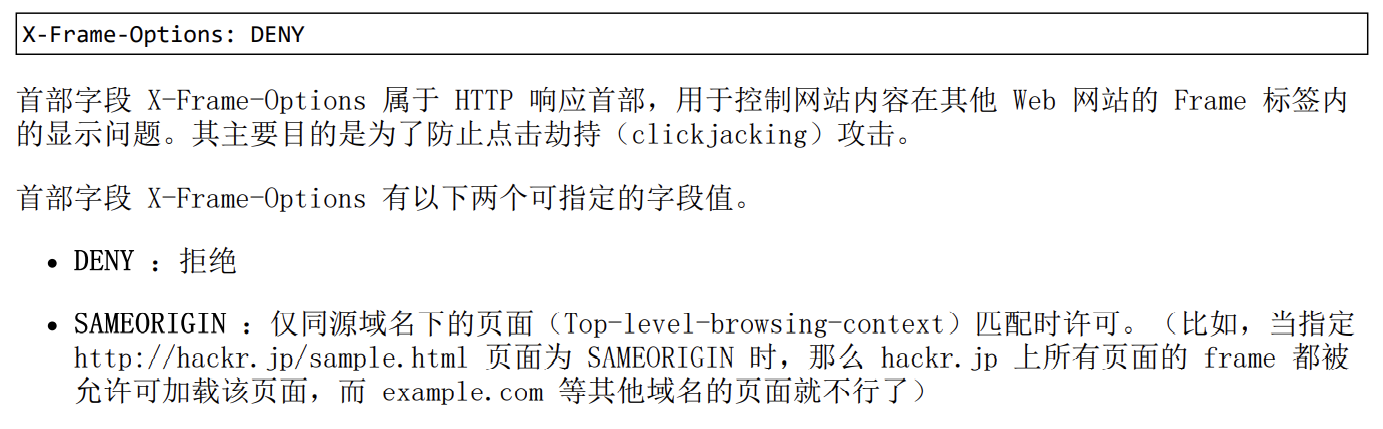 X-Frame-Options: DENY
首部字段 X-Frame-Options 属于 HTTP 响应首部，用于控制网站内容在其他 Web 网站的 Frame 标签内
的显示问题。其主要目的是为了防止点击劫持（clickjacking）攻击。
首部字段 X-Frame-Options 有以下两个可指定的字段值。
• DENY ：拒绝
• SAMEORIGIN ：仅同源域名下的页面（Top-level-browsing-context）匹配时许可。（比如，当指定
http://hackr.jp/sample.html 页面为 SAMEORIGIN 时，那么 hackr.jp 上所有页面的 frame 都被
允许可加载该页面，而 example.com 等其他域名的页面就不行了）